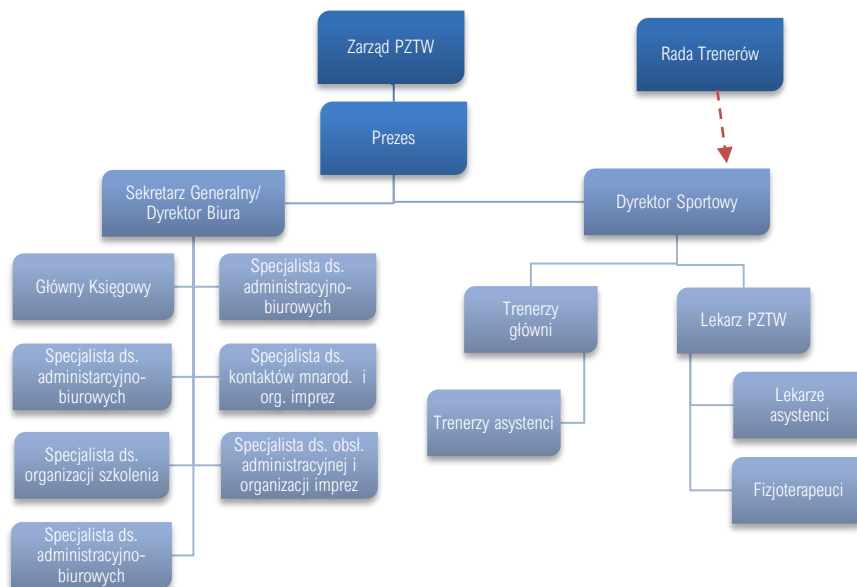 Zarząd PZTW
Rada Trenerów
Prezes
Sekretarz Generalny/
Dyrektor Biura
Dyrektor Sportowy
Główny Księgowy
Specjalista ds.
administracyjno-
biurowych
Trenerzy
główni
Lekarz PZTW
Specjalista ds.
administarcyjno-
biurowych
Specjalista ds.
kontaktów mnarod. i
org. imprez
Trenerzy asystenci
Lekarze
asystenci
Specjalista ds.
organizacji szkolenia
Specjalista ds. obsł.
administracyjnej i
organizacji imprez
Fizjoterapeuci
Specjalista ds.
administracyjno-
biurowych